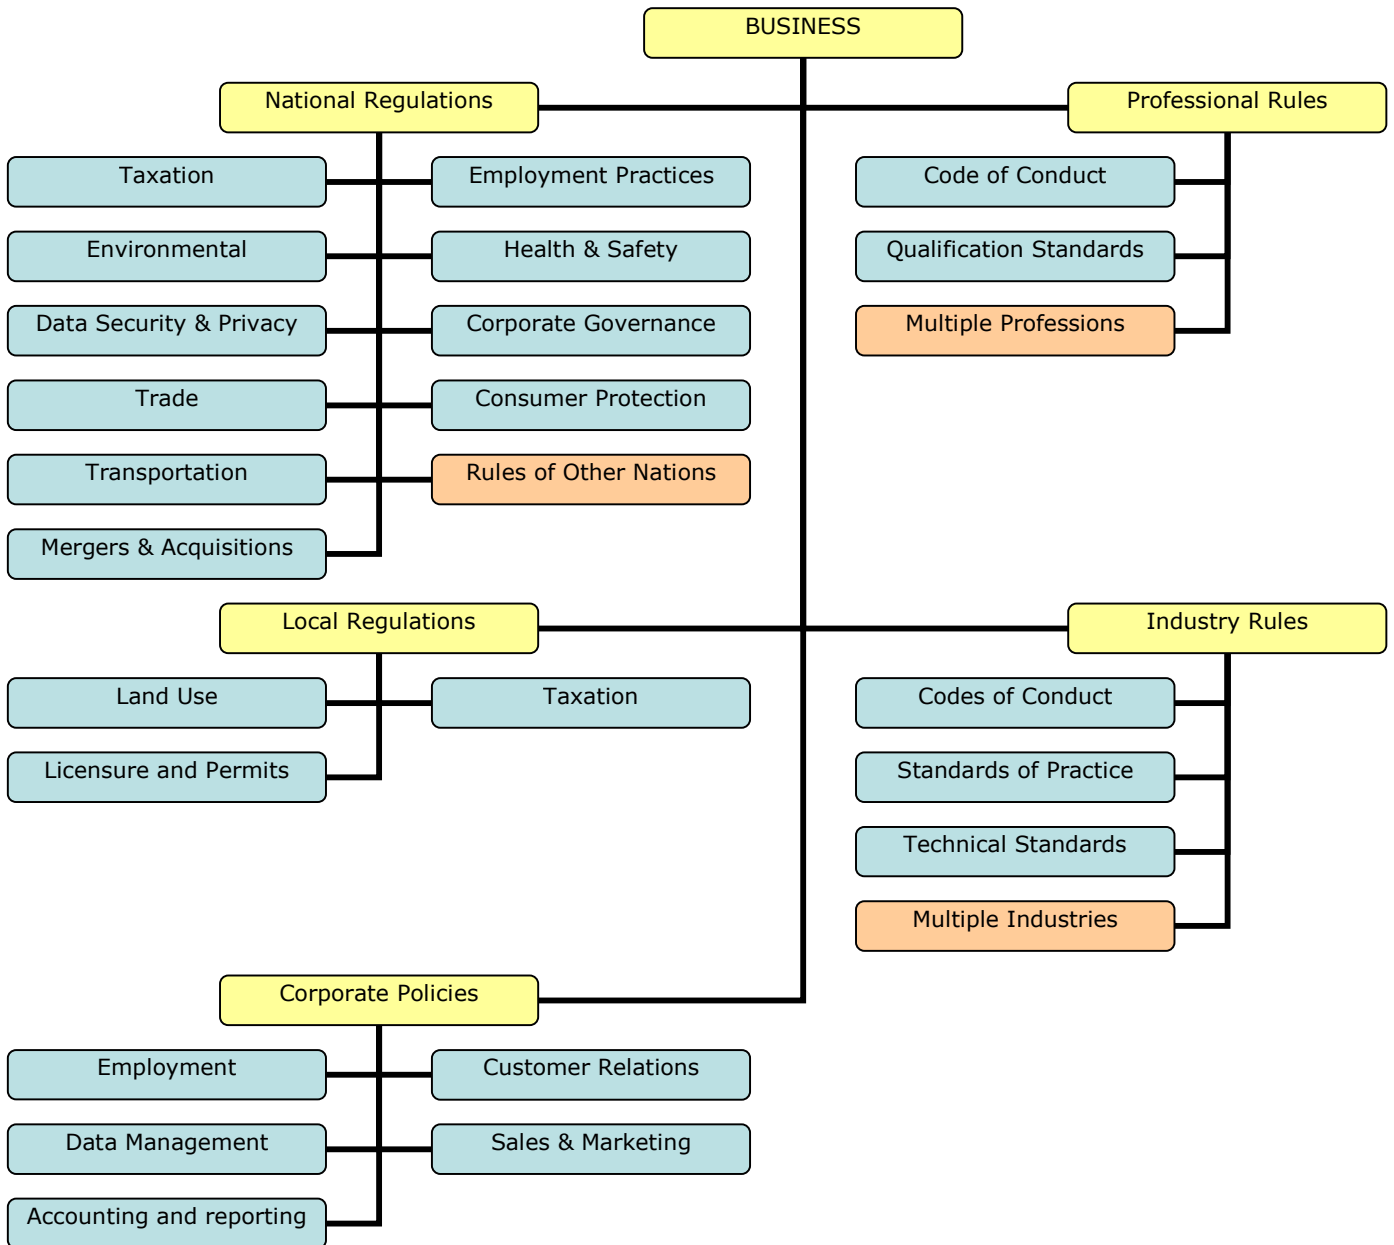 BUSINESS
National Regulations
Professional Rules
Taxation
Employment Practices
Code of Conduct
Environmental
Health & Safety
Qualification Standards
Data Security & Privacy
Corporate Governance
Multiple Professions
Trade
Consumer Protection
Transportation
Rules of Other Nations
Mergers & Acquisitions
Local Regulations
Industry Rules
Land Use
Taxation
Codes of Conduct
Licensure and Permits
Standards of Practice
Technical Standards
Multiple Industries
Corporate Policies
Employment
Customer Relations
Data Management
Sales & Marketing
Accounting and reporting